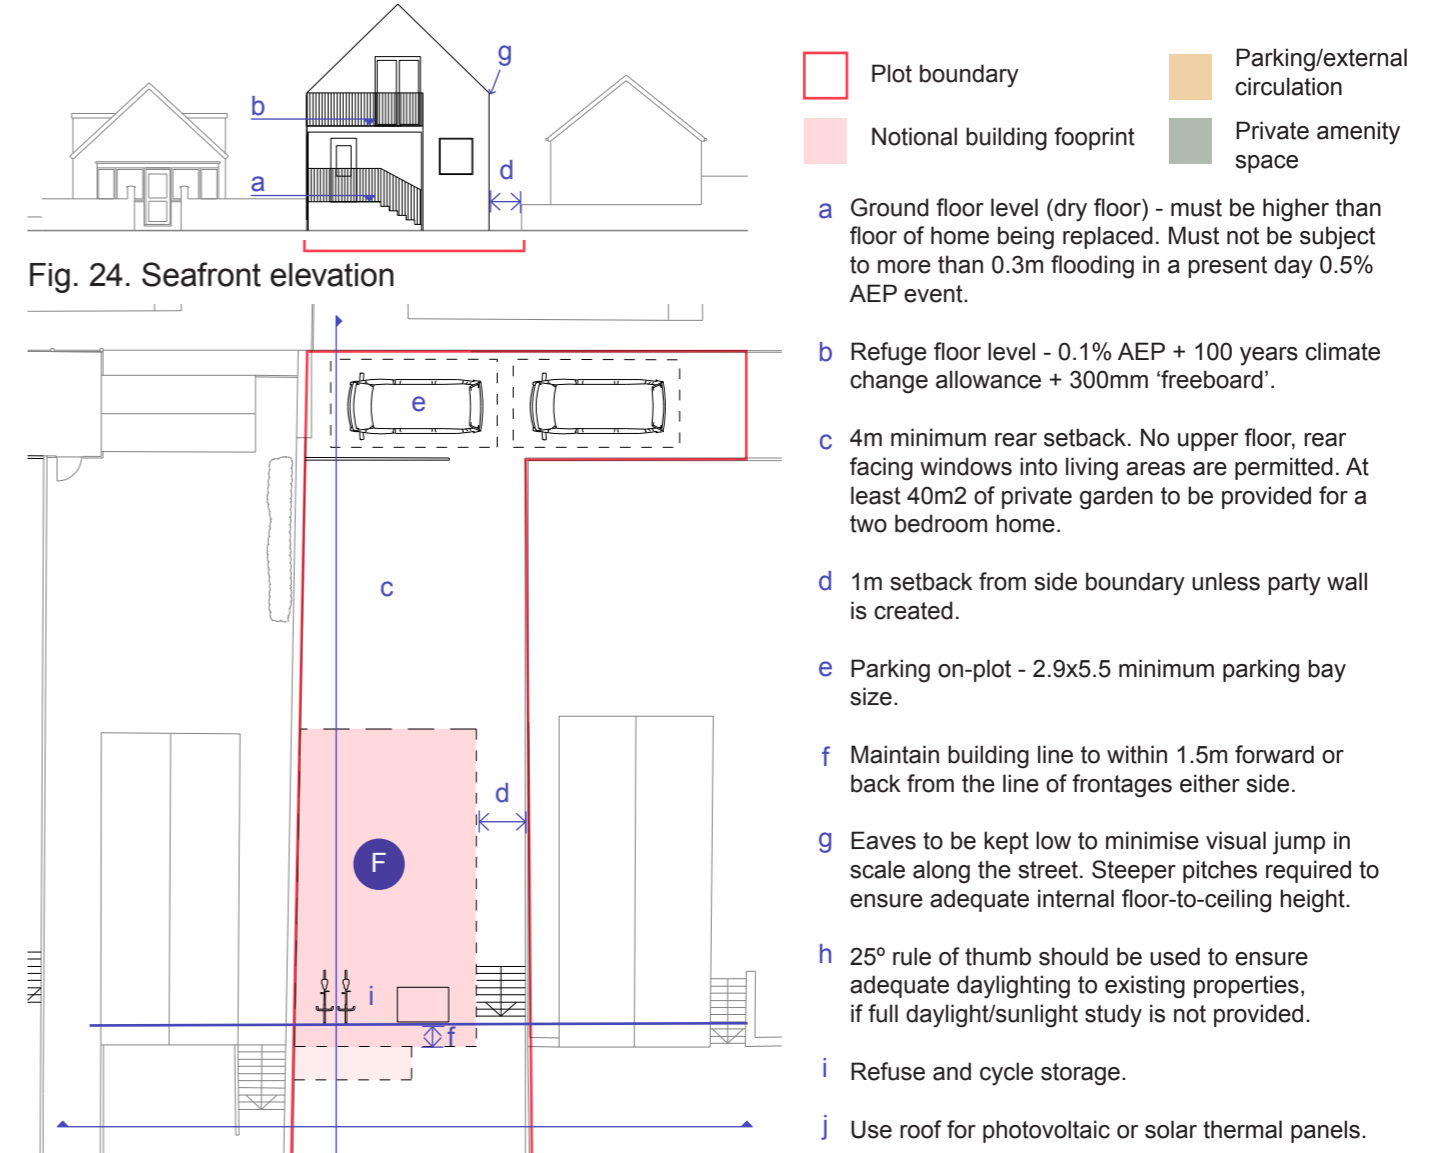 g
b
d
a
Fig. 24. Seafront elevation
e
c
d
F
i
f
Plot boundary
Notional building fooprint
Parking/external
circulation
Private amenity
space
a Ground floor level (dry floor) - must be higher than
floor of home being replaced. Must not be subject
to more than 0.3m flooding in a present day 0.5%
AEP event.
b Refuge floor level - 0.1% AEP + 100 years climate
change allowance + 300mm ‘freeboard’.
c 4m minimum rear setback. No upper floor, rear
facing windows into living areas are permitted. At
least 40m2 of private garden to be provided for a
two bedroom home.
d 1m setback from side boundary unless party wall
is created.
e Parking on-plot - 2.9x5.5 minimum parking bay
size.
f Maintain building line to within 1.5m forward or
back from the line of frontages either side.
g Eaves to be kept low to minimise visual jump in
scale along the street. Steeper pitches required to
ensure adequate internal floor-to-ceiling height.
h 25º rule of thumb should be used to ensure
adequate daylighting to existing properties,
if full daylight/sunlight study is not provided.
i Refuse and cycle storage.
j Use roof for photovoltaic or solar thermal panels.